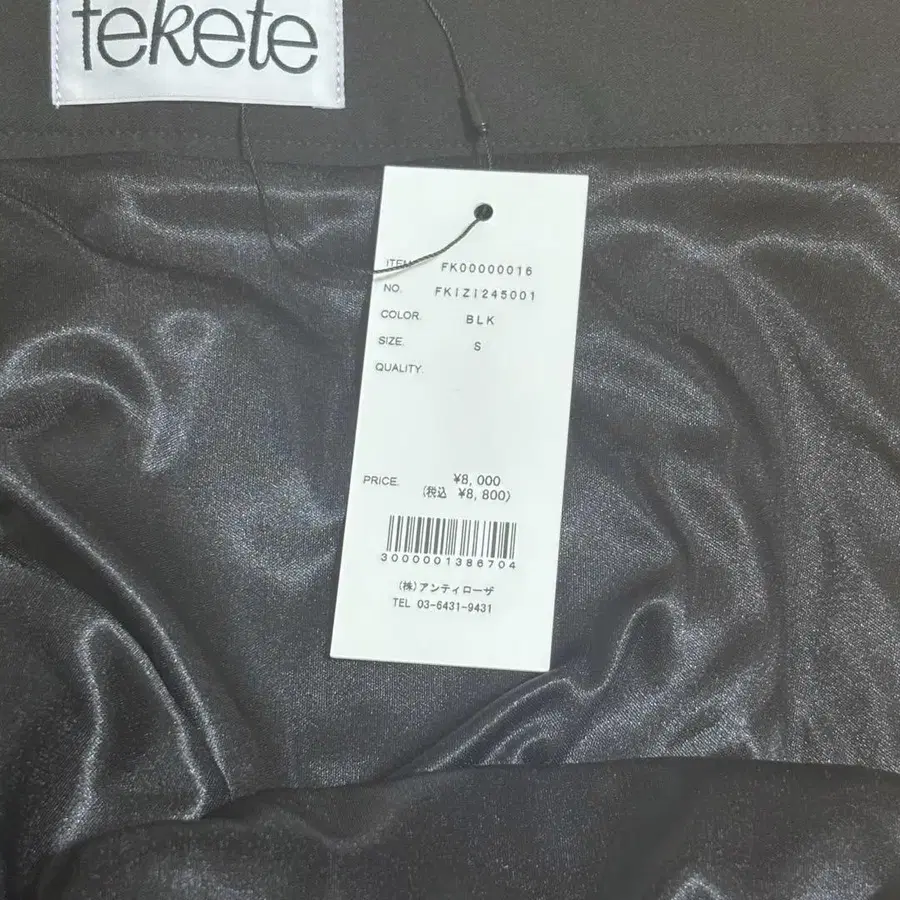 tekete
ITEM. FK00000016
NO. FKIZI245001
COLOR. BLK
SIZE. S
QUALITY.
PRICE. ¥8,000
(税込 ¥8,800)
3000001386704
(株)アンティローザ
TEL 03-6431-9431